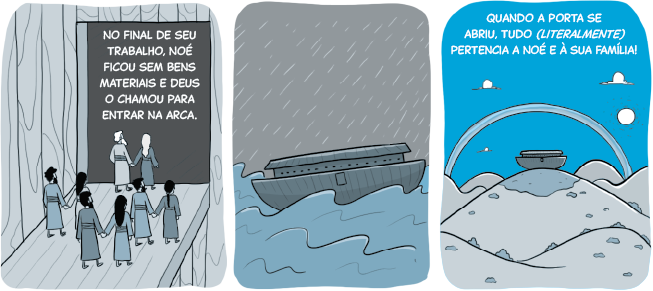 NO FINAL DE SEU
TRABALHO, NOÉ
FICOU SEM BENS
MATERIAIS E DEUS
O CHAMOU PARA
ENTRAR NA ARCA.
QUANDO A PORTA SE
ABRIU, TUDO (LITERALMENTE)
PERTENCIA A NOÉ E À SUA FAMÍLIA!